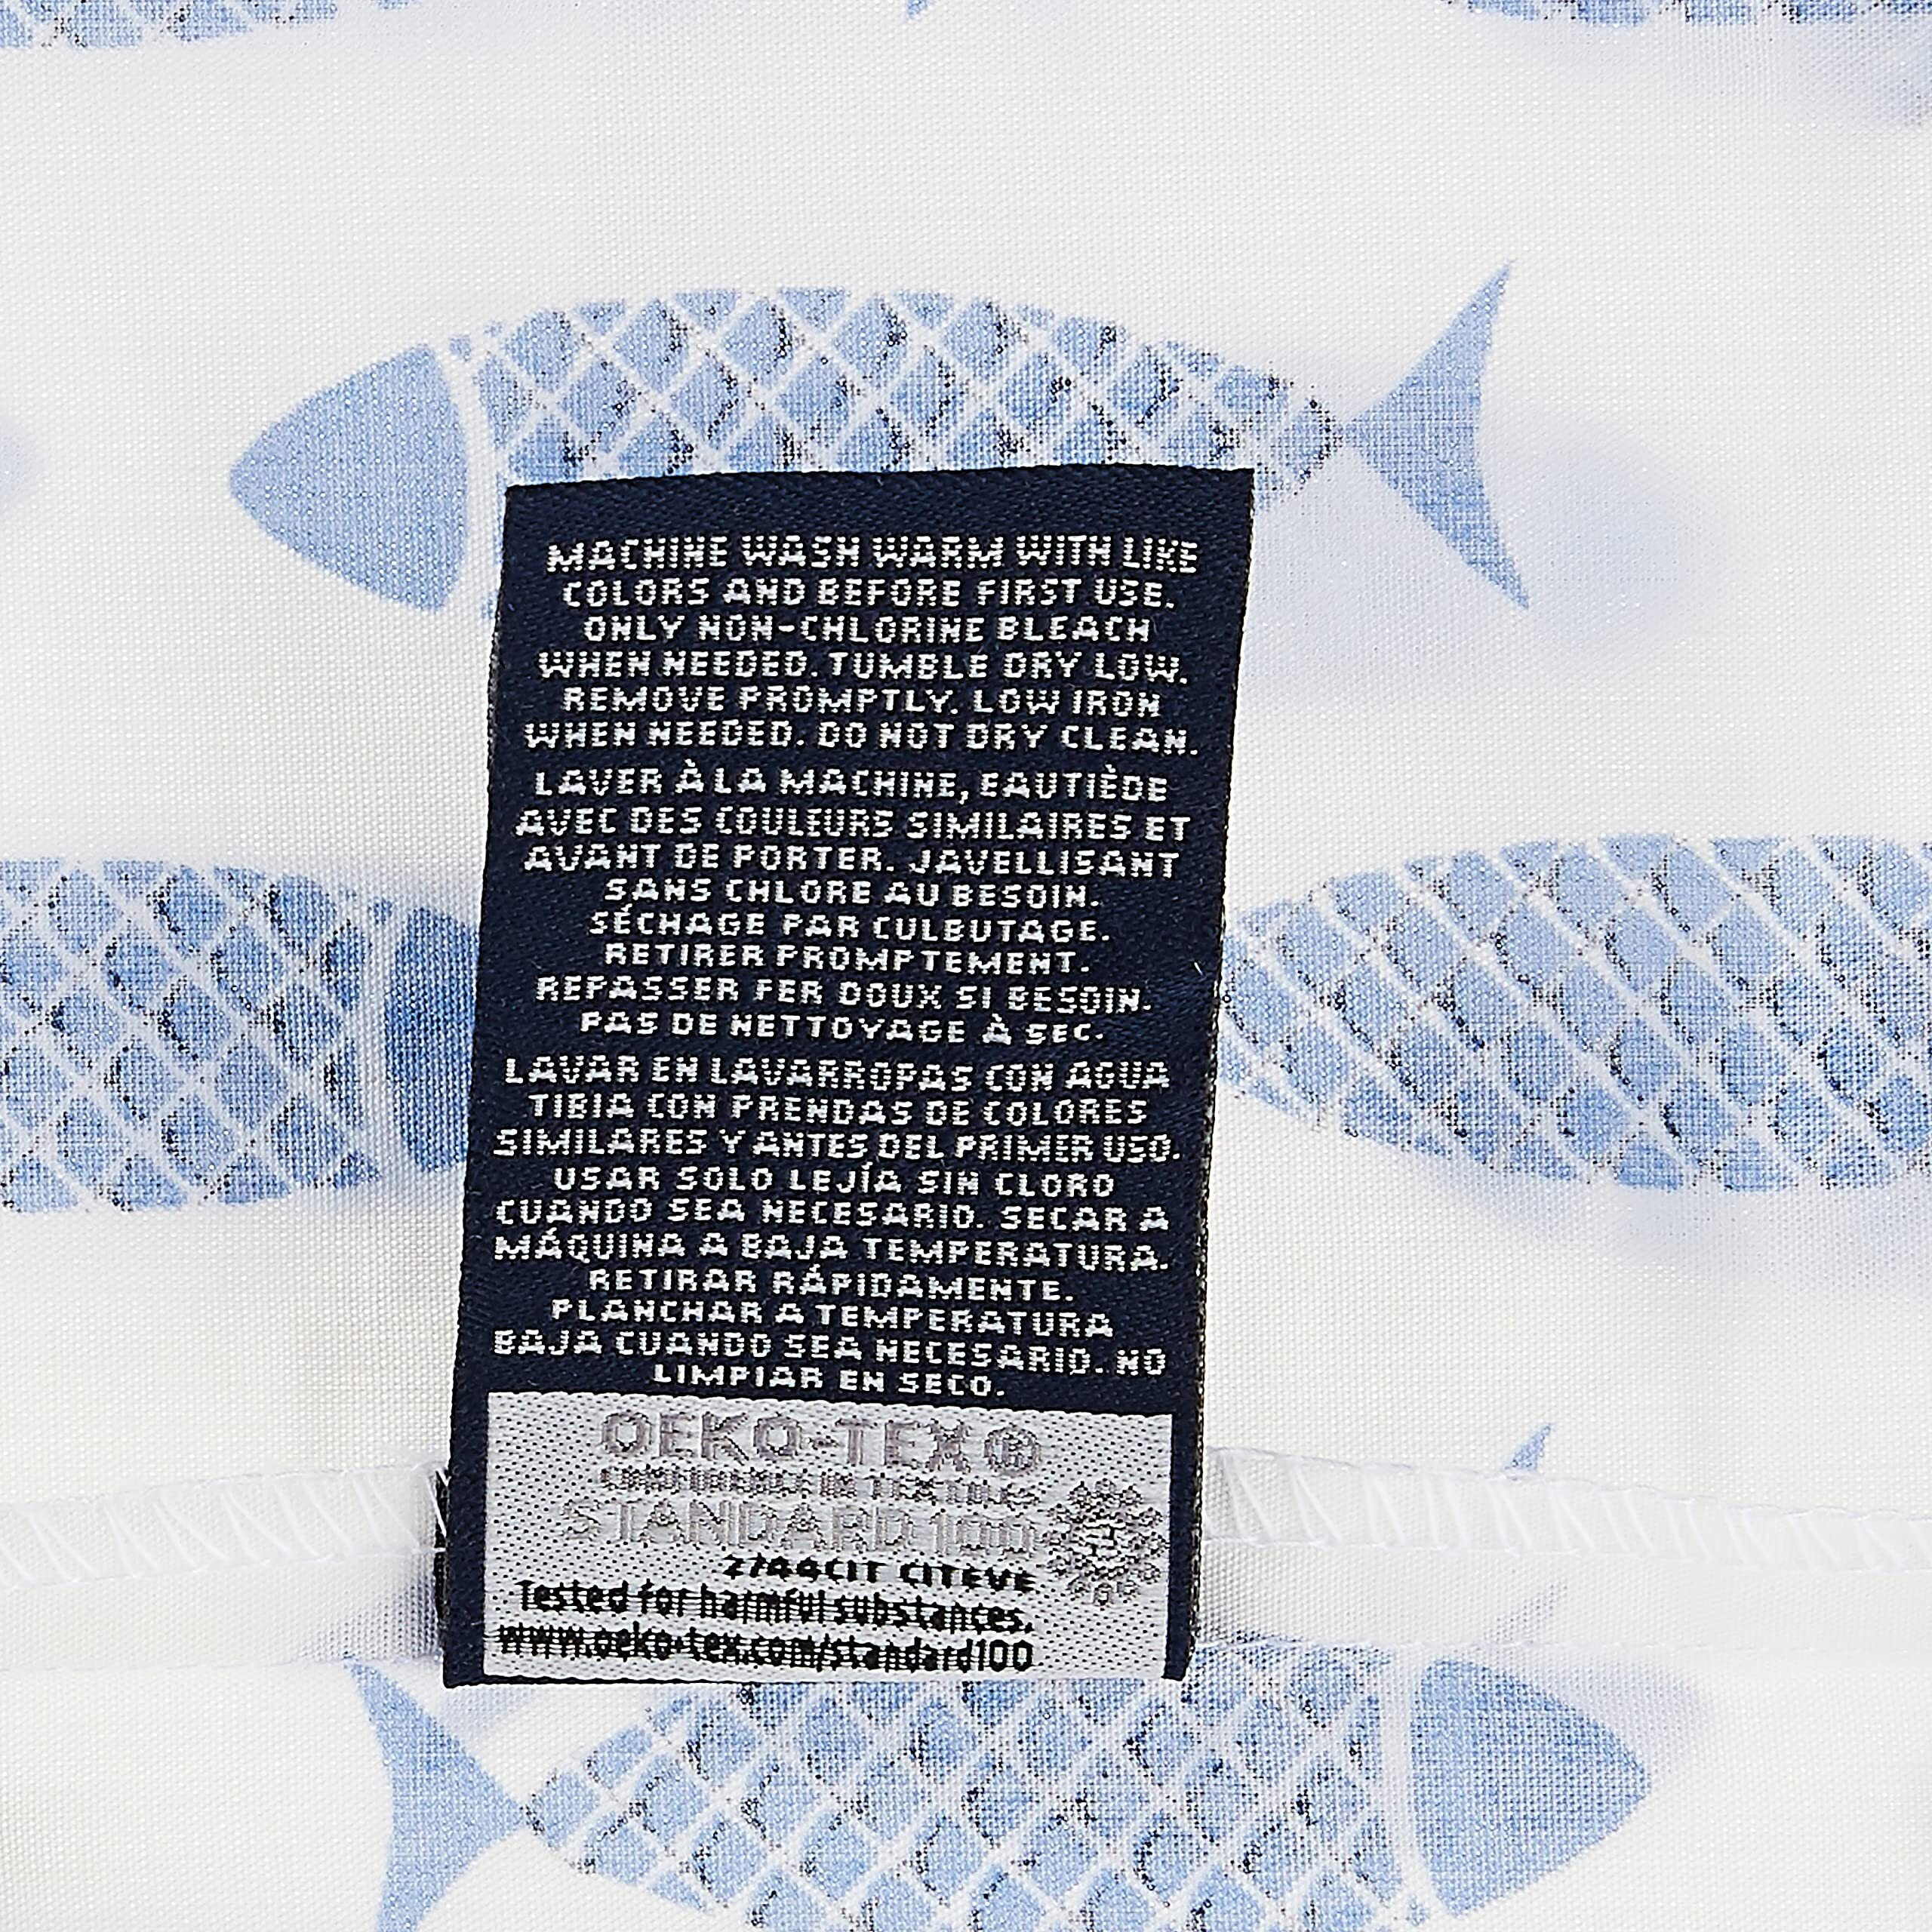 MACHINE WASH WARM WITH LIKE
COLORS AND BEFORE FIRST USE.
ONLY NON-CHLORINE BLEACH
WHEN NEEDED. TUMBLE DRY LOW.
REMOVE PROMPTLY. LOW IRON
WHEN NEEDED. DO NOT DRY CLEAN.
LAVER À LA MACHINE, EAUTIÈDE
AVEC DES COULEURS SIMILAIRES ET
AVANT DE PORTER. JAVELLISANT
SANS CHLORE AU BESOIN.
SÉCHAGE PAR CULBUTAGE.
RETIRER PROMPTEMENT.
REPASSER FER DOUX SI BESOIN.
PAS DE NETTOYAGE À SEC.
LAVAR EN LAVARROPAS CON AGUA
TIBIA CON PRENDAS DE COLORES
SIMILARES Y ANTES DEL PRIMER USO.
USAR SOLO LEJÍA SIN CLORO
CUANDO SEA NECESARIO. SECAR A
MÁQUINA A BAJA TEMPERATURA.
RETIRAR RÁPIDAMENTE.
PLANCHAR A TEMPERATURA
BAJA CUANDO SEA NECESARIO. NO
LIMPIAR EN SECO.
OEKO-TEX®
CONFIDENCE IN TEXTILES
STANDARD 100
2744CIT CITEVE
Tested for harmful substances.
www.oeko-tex.com/standard100